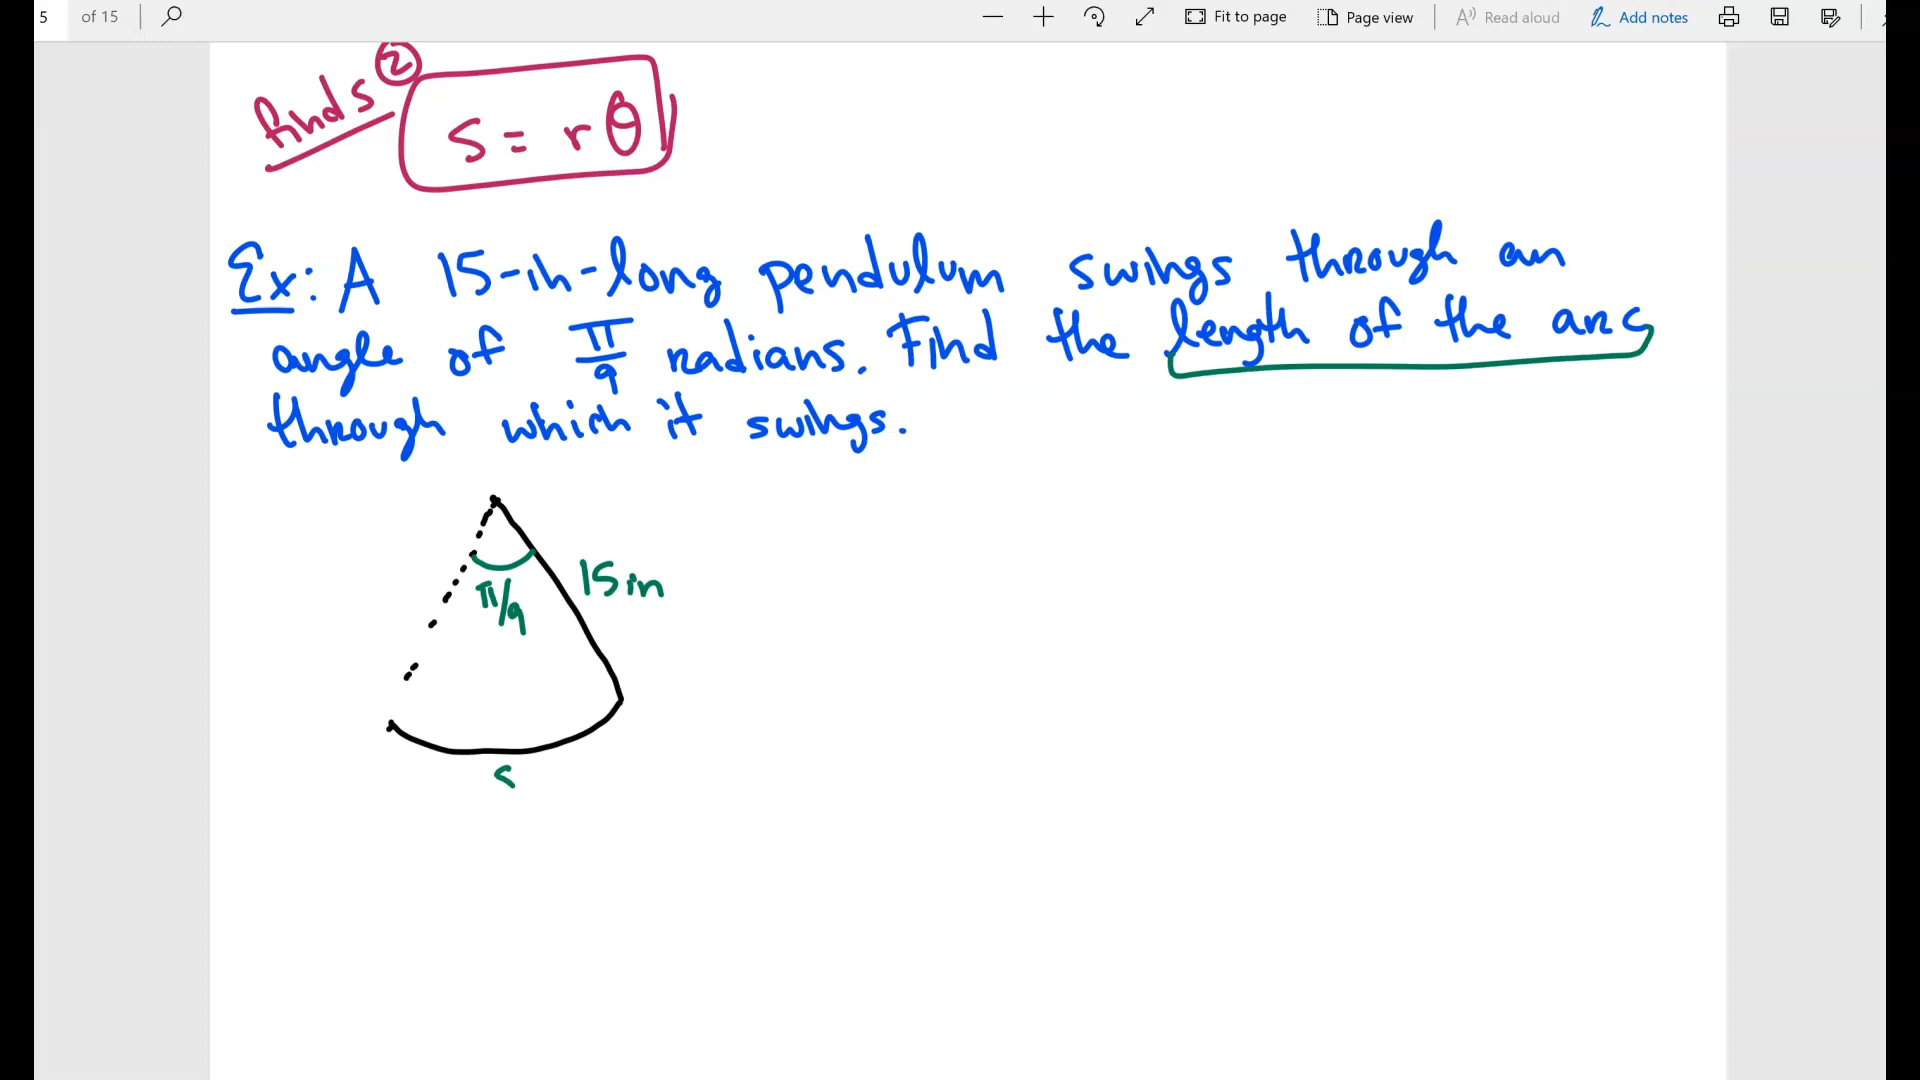 5 of 15 Fit to page Page view Read aloud Add notes
find s ②
s = rθ
Ex: A 15-in-long pendulum swings through an
angle of π/9 radians. Find the length of the arc
through which it swings.
15 in
π/9
s